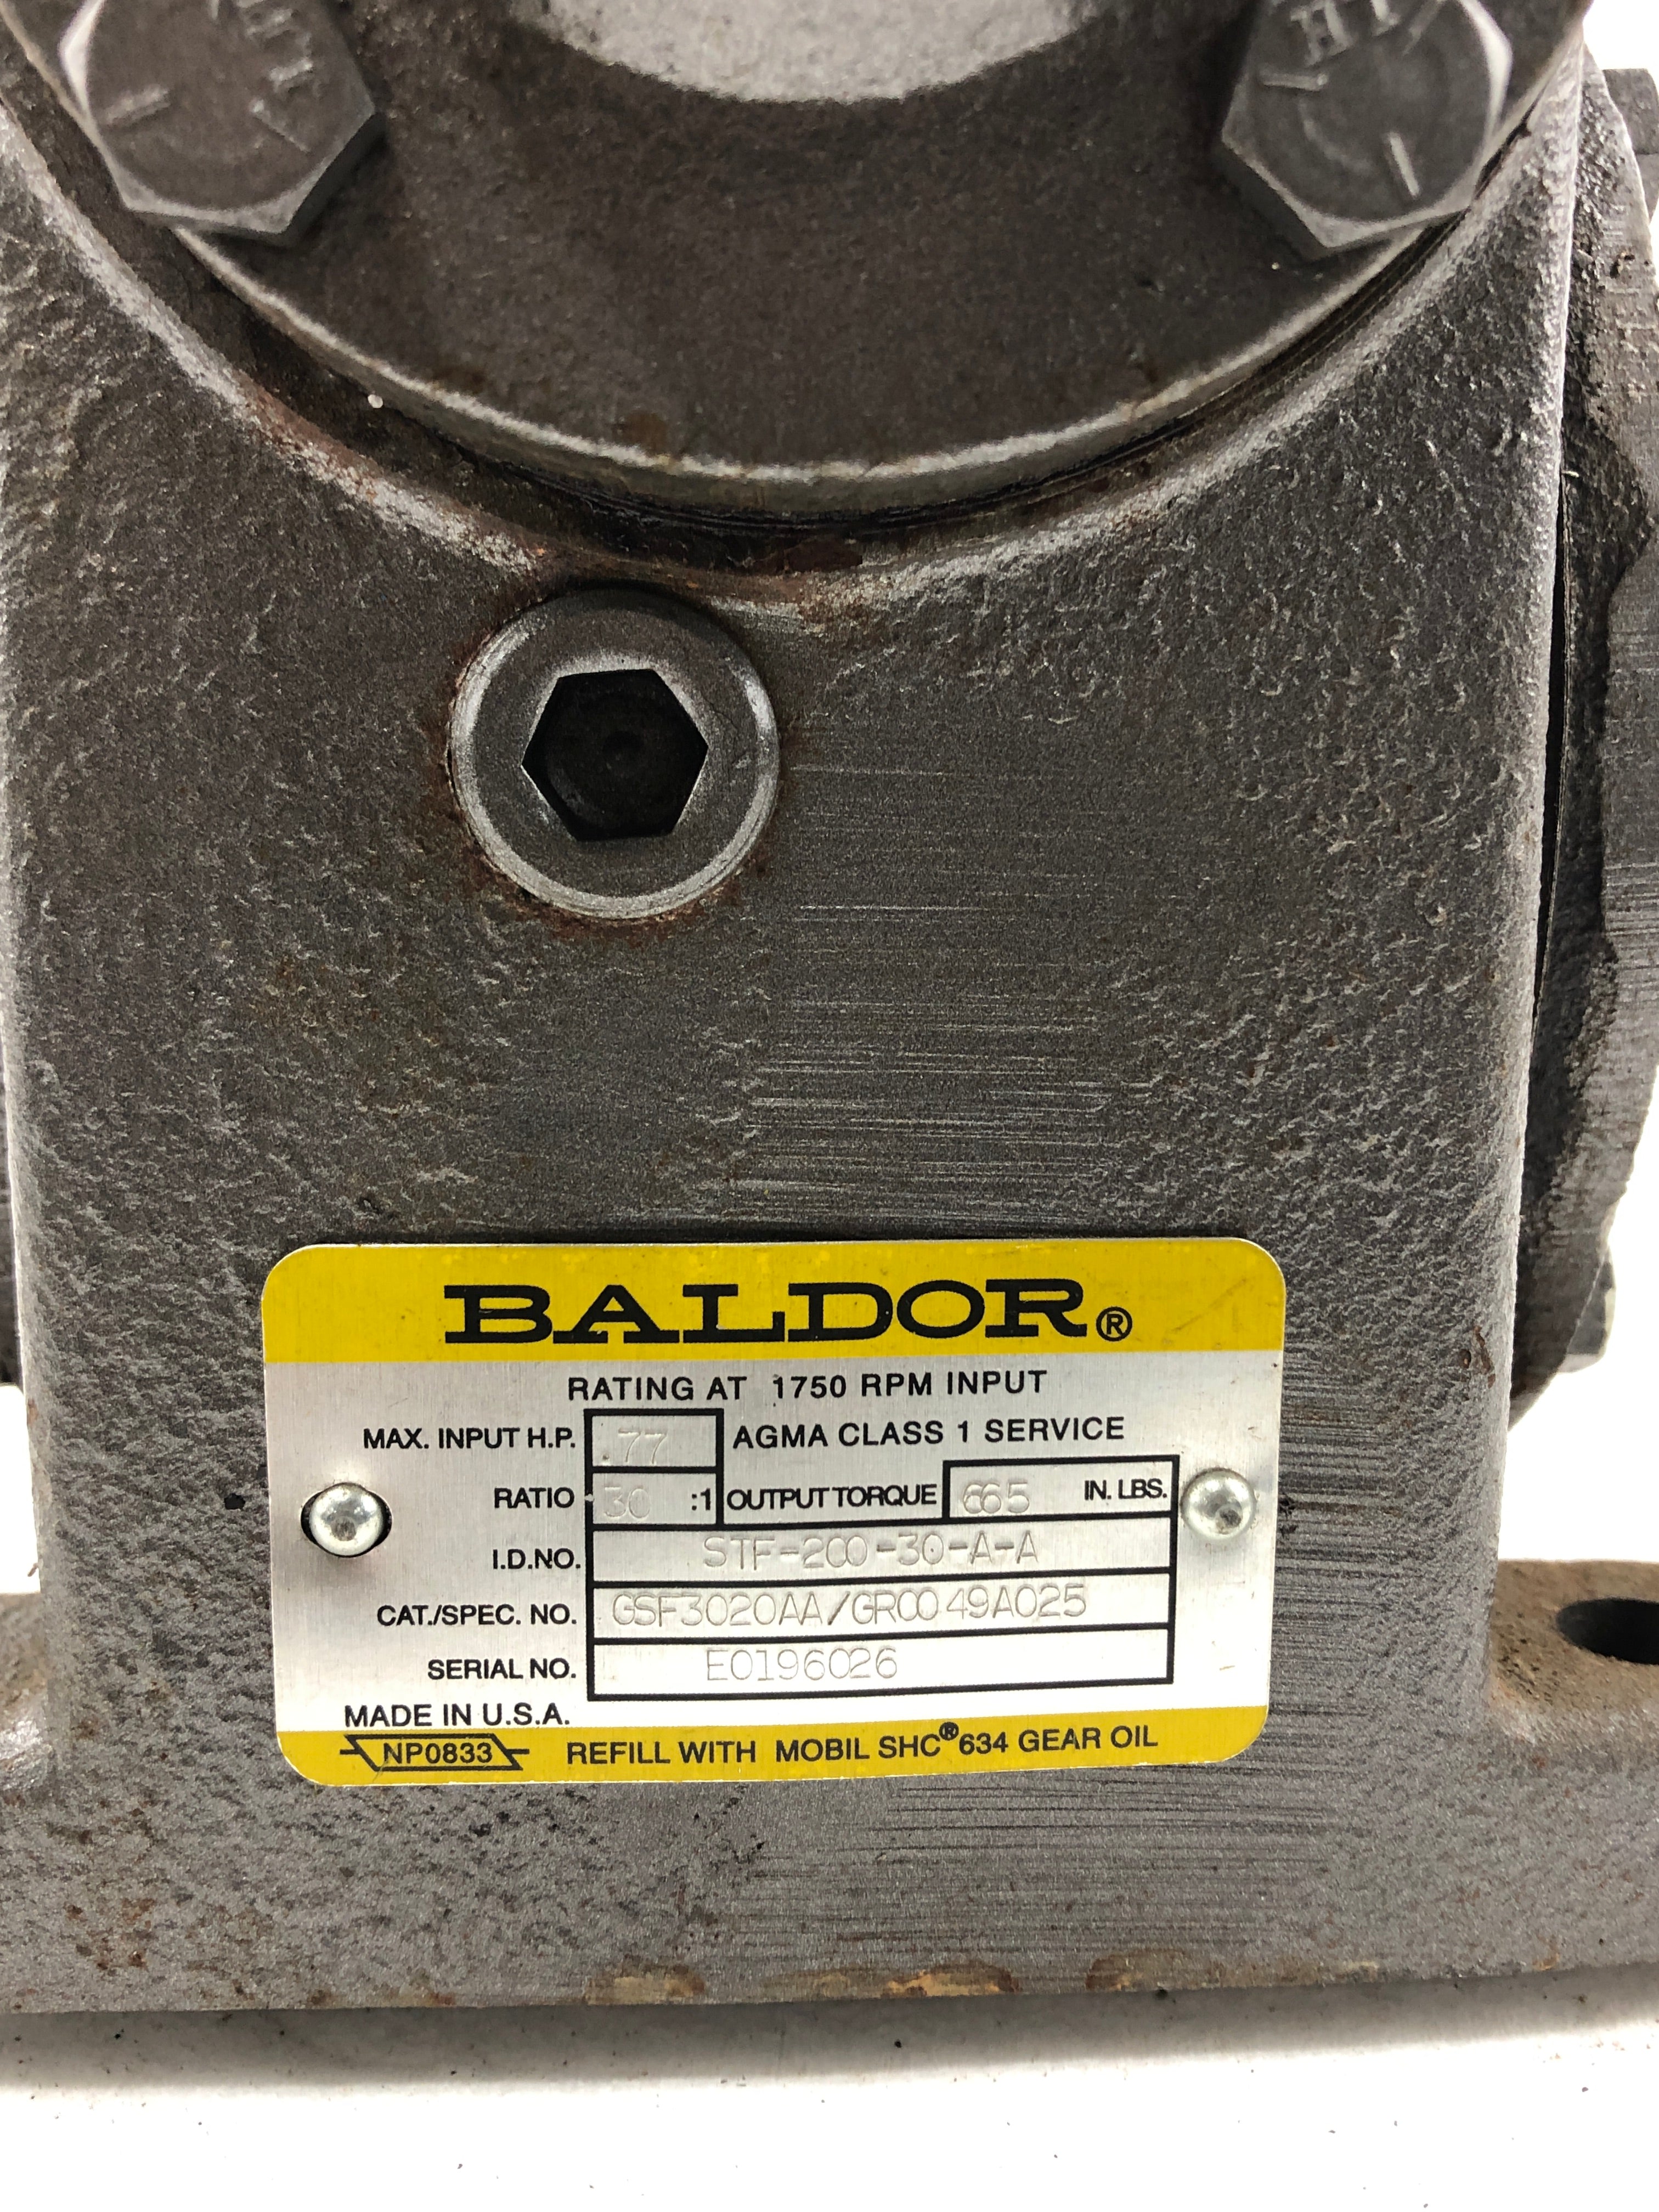 BALDOR®
RATING AT 1750 RPM INPUT
MAX. INPUT H.P. .77 AGMA CLASS 1 SERVICE
RATIO 30 :1 OUTPUT TORQUE 665 IN. LBS.
I.D.NO. STF-200-30-A-A
CAT./SPEC. NO. GSF3020AA/GR0049A025
SERIAL NO. E0196026
MADE IN U.S.A.
NP0833 REFILL WITH MOBIL SHC®634 GEAR OIL